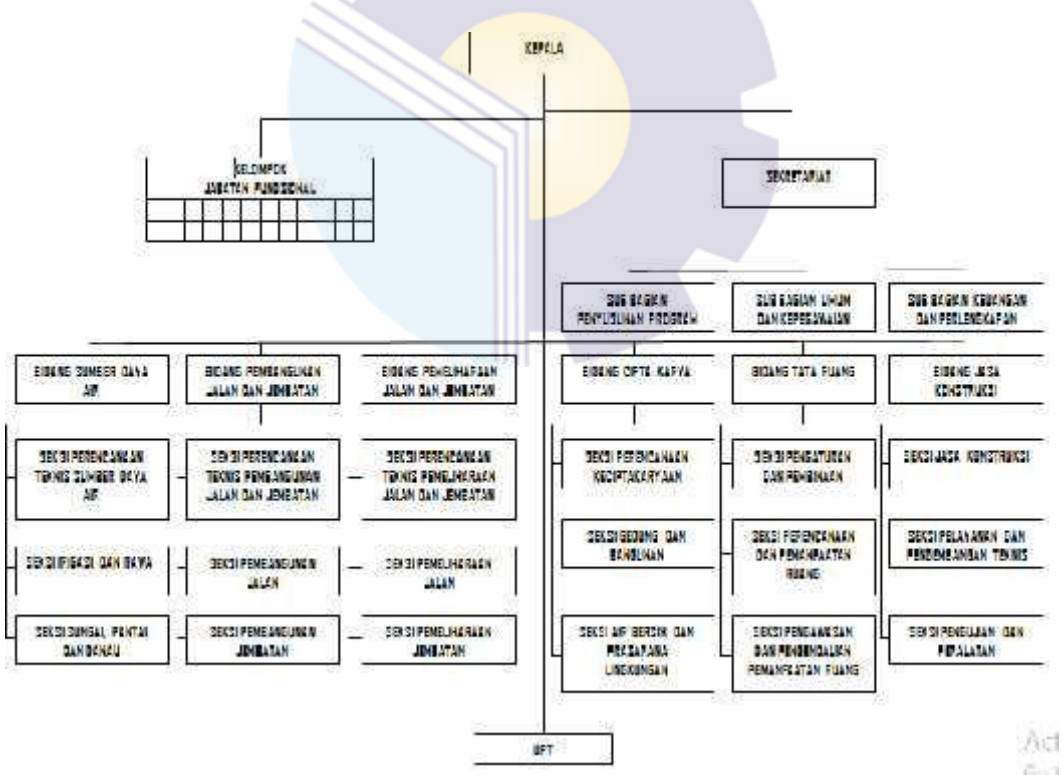 KEPALA
KELOMPOK
JABATAN FUNGSIONAL
SEKRETARIAT
SUB BAGIAN
PENYUSUNAN PROGRAM
SUB BAGIAN UMUM
DAN KEPEGAWAIAN
SUB BAGIAN KEUANGAN
DAN PERLENGKAPAN
BIDANG SUMBER DAYA
AIR
BIDANG PEMBANGUNAN
JALAN DAN JEMBATAN
BIDANG PEMELIHARAAN
JALAN DAN JEMBATAN
BIDANG CIPTA KARYA
BIDANG TATA RUANG
BIDANG JASA
KONSTRUKSI
SEKSI PERENCANAAN
TEKNIS SUMBER DAYA
AIR
SEKSI PERENCANAAN
TEKNIS PEMBANGUNAN
JALAN DAN JEMBATAN
SEKSI PERENCANAAN
TEKNIS PEMELIHARAAN
JALAN DAN JEMBATAN
SEKSI PERENCANAAN
KECIPTAKARYAAN
SEKSI PENGATURAN
DAN PEMBINAAN
SEKSI JASA KONSTRUKSI
SEKSI IRIGASI DAN RAWA
SEKSI PEMBANGUNAN
JALAN
SEKSI PEMELIHARAAN
JALAN
SEKSI GEDUNG DAN
BANGUNAN
SEKSI PERENCANAAN
DAN PEMANFAATAN
RUANG
SEKSI PELAYANAN DAN
PENGEMBANGAN TEKNIS
SEKSI SUNGAI, PANTAI
DAN DANAU
SEKSI PEMBANGUNAN
JEMBATAN
SEKSI PEMELIHARAAN
JEMBATAN
SEKSI AIR BERSIH DAN
PRASARANA
LINGKUNGAN
SEKSI PENGAWASAN
DAN PENGENDALIAN
PEMANFAATAN RUANG
SEKSI PENGUJIAN DAN
PERALATAN
UPT
Act